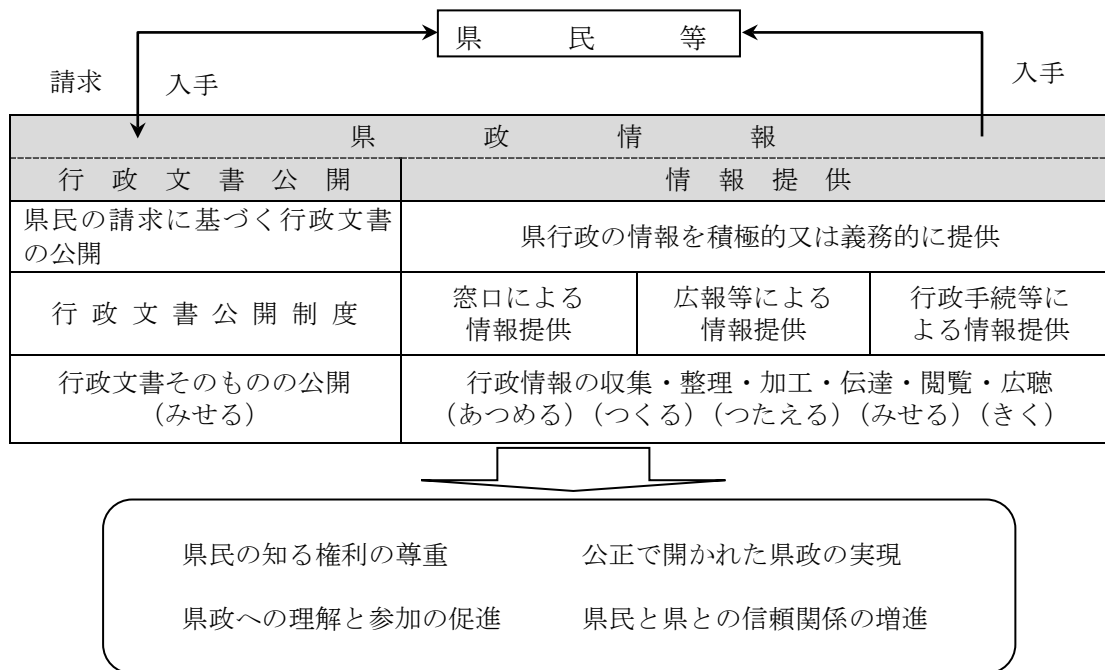 県民等
請求
入手
入手
県政情報
行政文書公開
情報提供
県民の請求に基づく行政文書
の公開
県行政の情報を積極的又は義務的に提供
行政文書公開制度
窓口による
情報提供
広報等による
情報提供
行政手続等に
よる情報提供
行政文書そのものの公開
(みせる)
行政情報の収集・整理・加工・伝達・閲覧・広聴
(あつめる)(つくる)(つたえる)(みせる)(きく)
県民の知る権利の尊重
公正で開かれた県政の実現
県政への理解と参加の促進
県民と県との信頼関係の増進